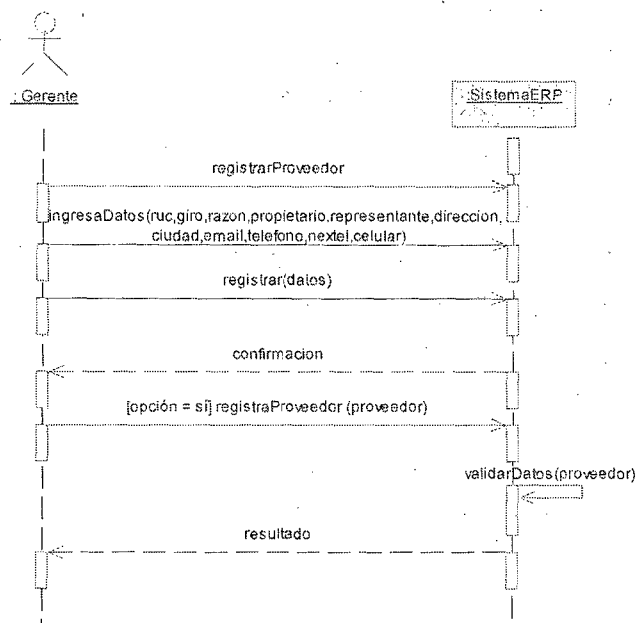 : Gerente
SistemaERP
registrarProveedor
ingresaDatos(ruc,giro,razon,propietario,representante,direccion,
ciudad,email,telefono,nextel,celular)
registrar(datos)
confirmacion
[opción = sí] registraProveedor (proveedor)
validarDatos(proveedor)
resultado